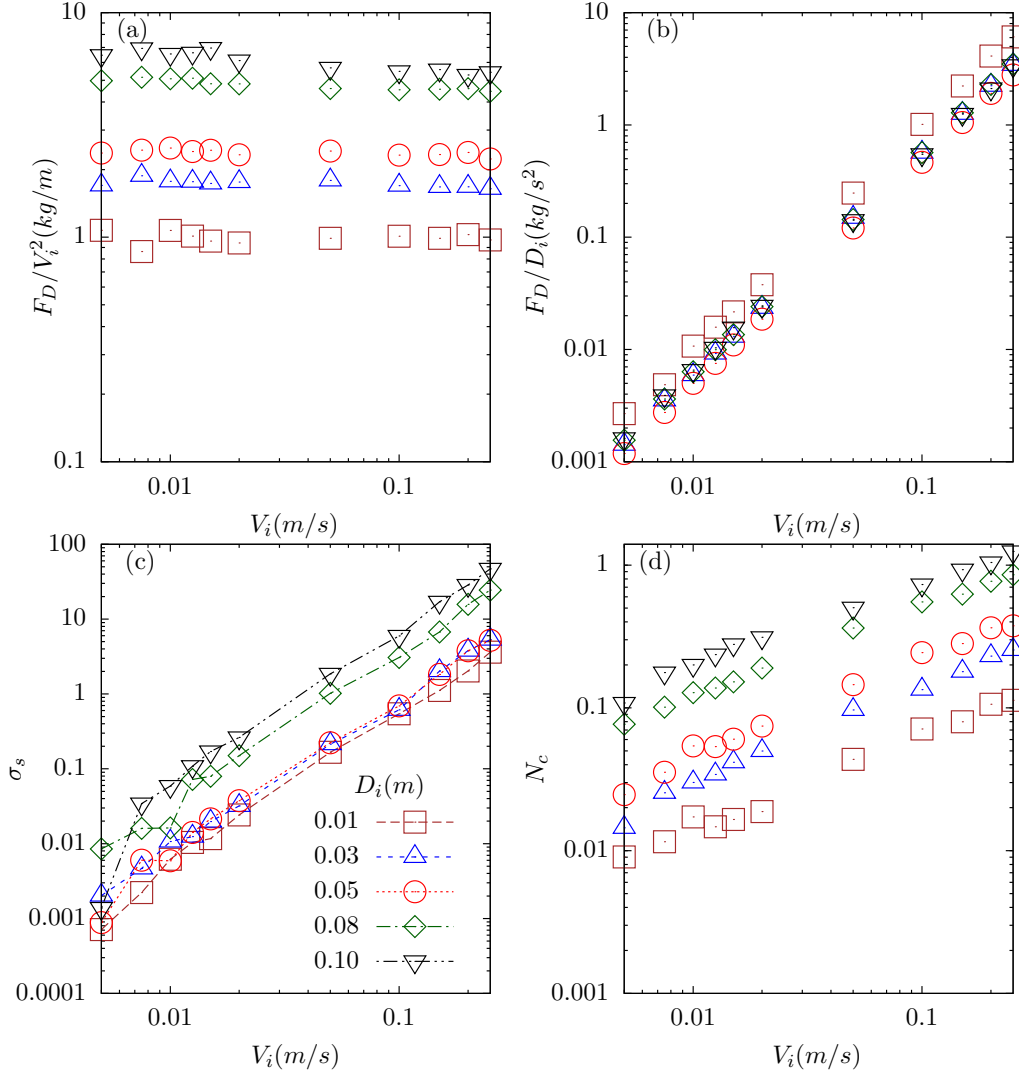 (a)
10
1
0.1
F_D/V_i^2(kg/m)
0.01
0.1
V_i(m/s)
(b)
10
1
0.1
0.01
0.001
F_D/D_i(kg/s^2)
0.01
0.1
V_i(m/s)
(c)
100
10
1
0.1
0.01
0.001
0.0001
σ_s
D_i(m)
0.01
0.03
0.05
0.08
0.10
0.01
0.1
V_i(m/s)
(d)
1
0.1
0.01
0.001
N_c
0.01
0.1
V_i(m/s)